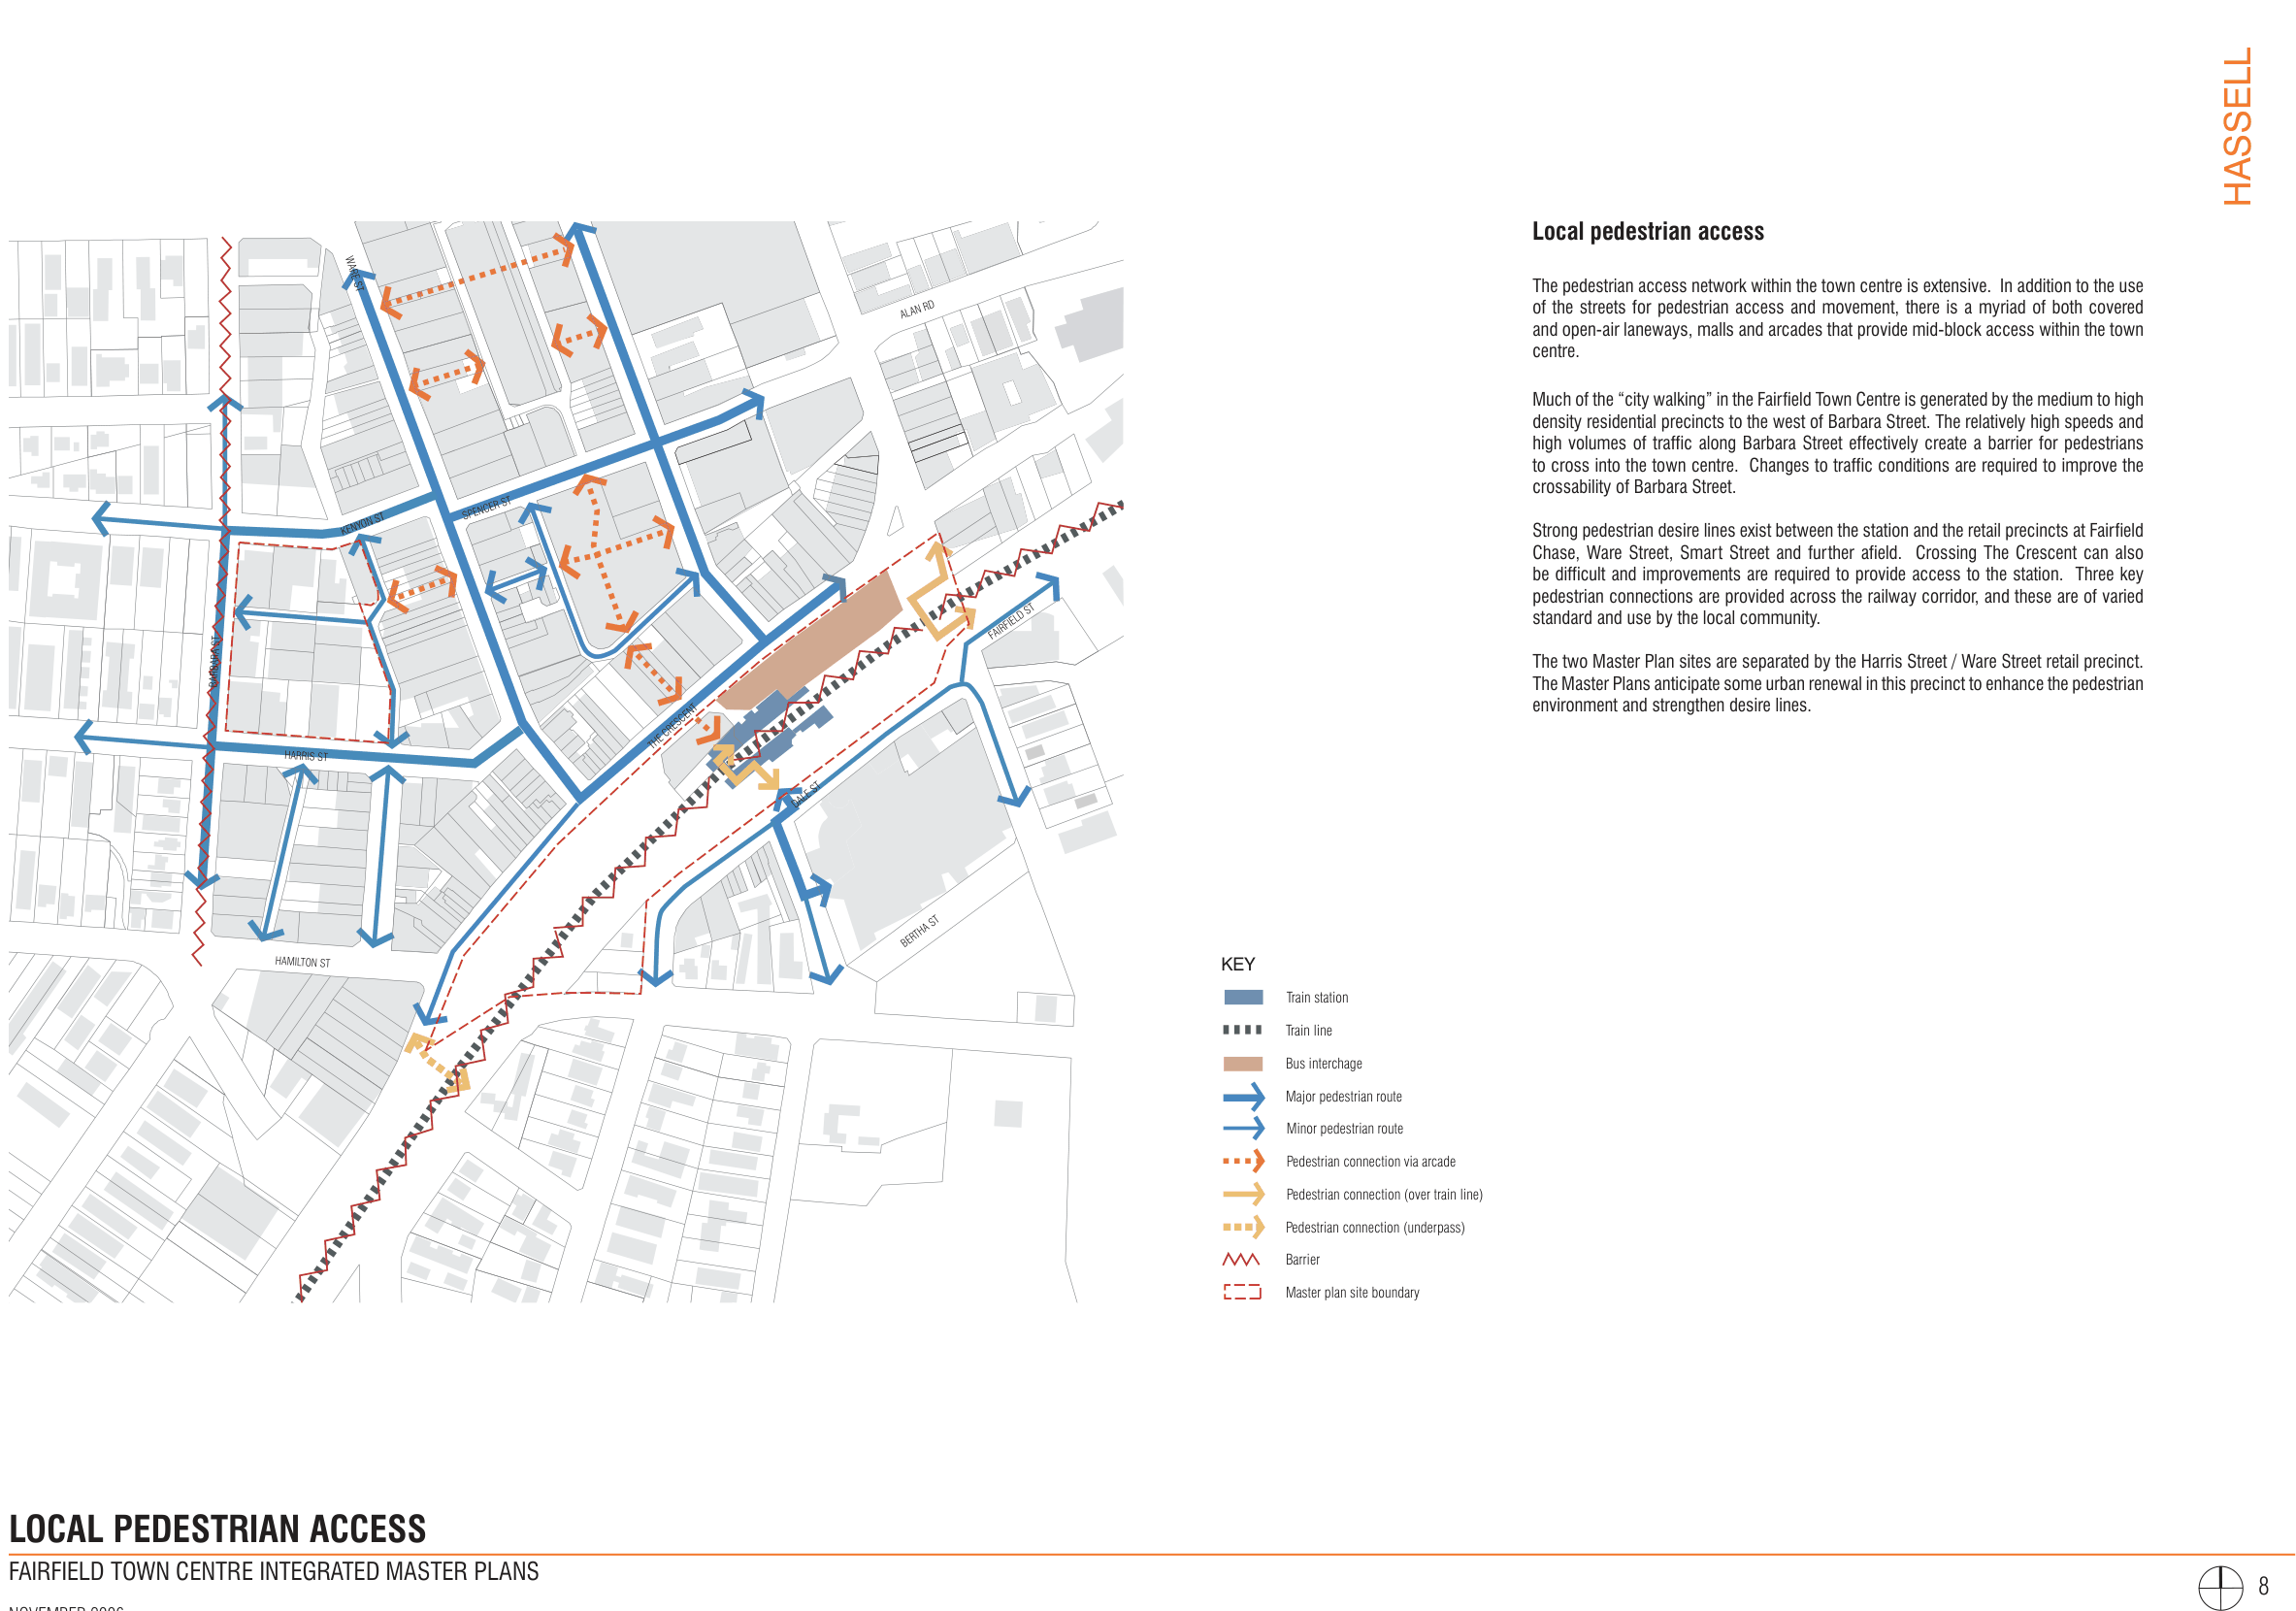 HASSELL
Local pedestrian access
The pedestrian access network within the town centre is extensive. In addition to the use
of the streets for pedestrian access and movement, there is a myriad of both covered
and open-air laneways, malls and arcades that provide mid-block access within the town
centre.
Much of the “city walking” in the Fairfield Town Centre is generated by the medium to high
density residential precincts to the west of Barbara Street. The relatively high speeds and
high volumes of traffic along Barbara Street effectively create a barrier for pedestrians
to cross into the town centre. Changes to traffic conditions are required to improve the
crossability of Barbara Street.
Strong pedestrian desire lines exist between the station and the retail precincts at Fairfield
Chase, Ware Street, Smart Street and further afield. Crossing The Crescent can also
be difficult and improvements are required to provide access to the station. Three key
pedestrian connections are provided across the railway corridor, and these are of varied
standard and use by the local community.
The two Master Plan sites are separated by the Harris Street / Ware Street retail precinct.
The Master Plans anticipate some urban renewal in this precinct to enhance the pedestrian
environment and strengthen desire lines.
WARE ST
ALAN RD
SPENCER ST
KENYON ST
FAIRFIELD ST
BARBARA ST
THE CRESCENT
HARRIS ST
DALE ST
BERTHA ST
HAMILTON ST
KEY
Train station
Train line
Bus interchage
Major pedestrian route
Minor pedestrian route
Pedestrian connection via arcade
Pedestrian connection (over train line)
Pedestrian connection (underpass)
Barrier
Master plan site boundary
LOCAL PEDESTRIAN ACCESS
FAIRFIELD TOWN CENTRE INTEGRATED MASTER PLANS
8
NOVEMBER